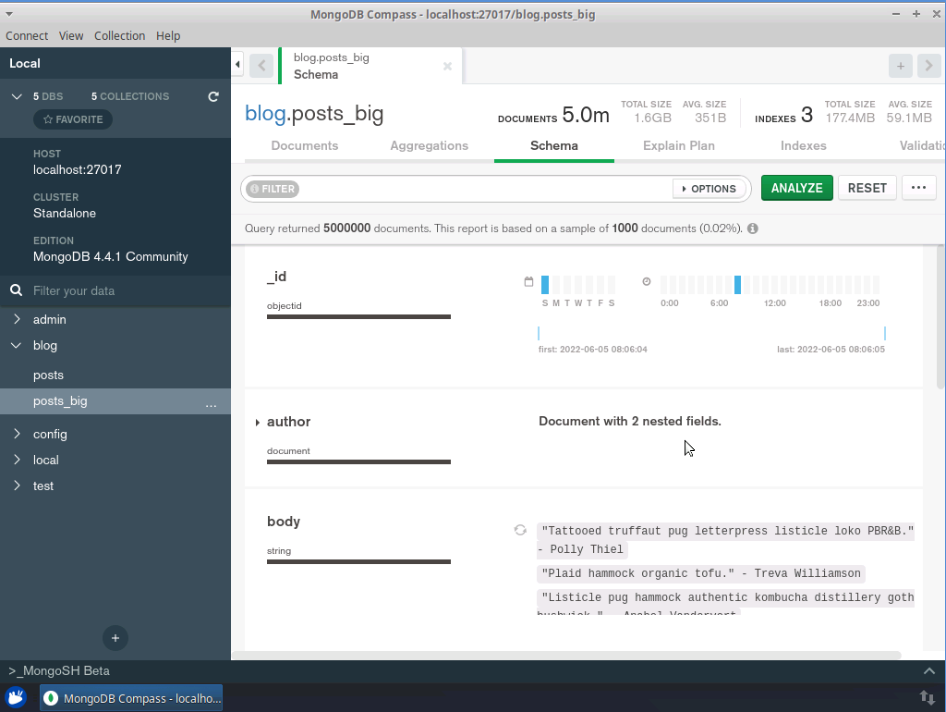 MongoDB Compass - localhost:27017/blog.posts_big
Connect View Collection Help
Local
5 DBS 5 COLLECTIONS
FAVORITE
HOST
localhost:27017
CLUSTER
Standalone
EDITION
MongoDB 4.4.1 Community
Filter your data
admin
blog
posts
posts_big ...
config
local
test
+
blog.posts_big
Schema
×
+
blog.posts_big
DOCUMENTS 5.0m
TOTAL SIZE
1.6GB
AVG. SIZE
351B
INDEXES 3
TOTAL SIZE
177.4MB
AVG. SIZE
59.1MB
Documents Aggregations Schema Explain Plan Indexes Validati
FILTER OPTIONS ANALYZE RESET ...
Query returned 5000000 documents. This report is based on a sample of 1000 documents (0.02%).
_id
objectid
S M T W T F S 0:00 6:00 12:00 18:00 23:00
first: 2022-06-05 08:06:04 last: 2022-06-05 08:06:05
author
document
Document with 2 nested fields.
body
string
"Tattooed truffaut pug letterpress listicle loko PBR&B."
- Polly Thiel
"Plaid hammock organic tofu." - Treva Williamson
"Listicle pug hammock authentic kombucha distillery goth
>_MongoSH Beta
MongoDB Compass - localho...